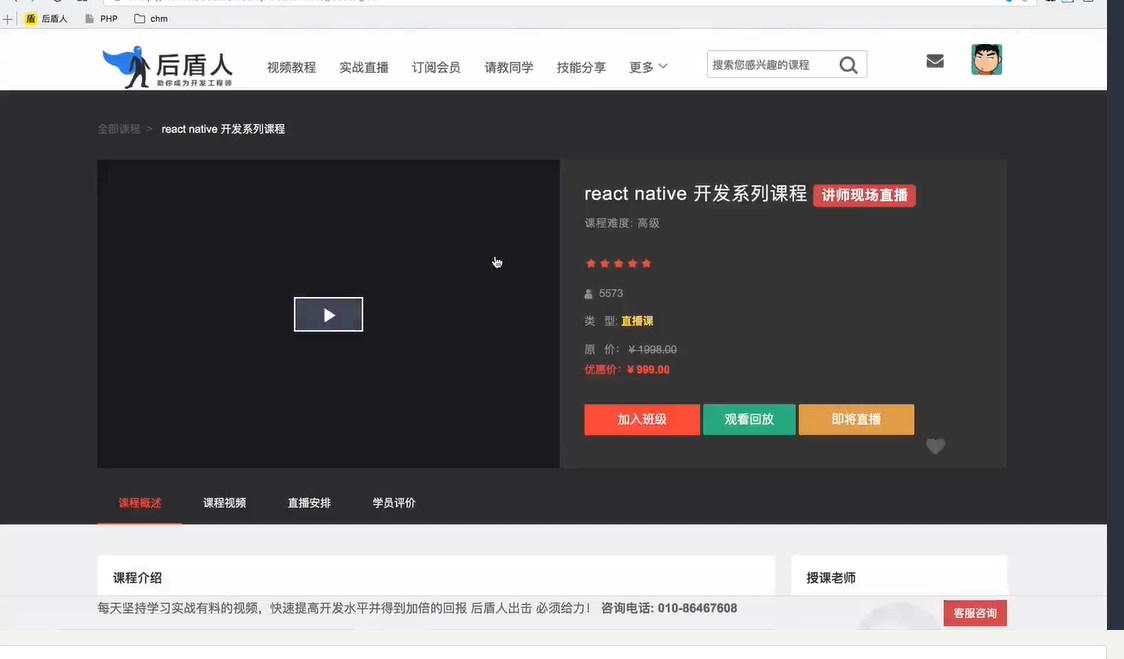 盾 后盾人 PHP chm
后盾人
助你成为开发工程师
视频教程 实战直播 订阅会员 请教同学 技能分享 更多
搜索您感兴趣的课程
全部课程 > react native 开发系列课程
react native 开发系列课程 讲师现场直播
课程难度: 高级
5573
类 型: 直播课
原 价: ¥ 1998.00
优惠价: ¥ 999.00
加入班级 观看回放 即将直播
课程概述 课程视频 直播安排 学员评价
课程介绍
授课老师
每天坚持学习实战有料的视频，快速提高开发水平并得到加倍的回报 后盾人出击 必须给力！ 咨询电话: 010-86467608
客服咨询